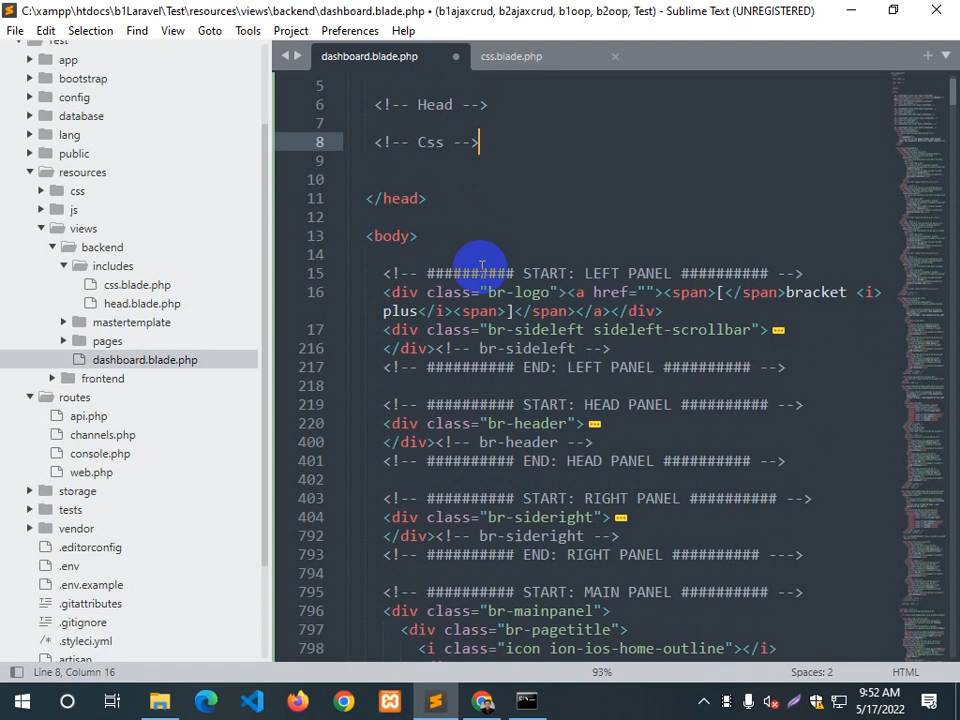 C:\xampp\htdocs\b1Laravel\Test\resources\views\backend\dashboard.blade.php • (b1ajaxcrud, b2ajaxcrud, b1oop, b2oop, Test) - Sublime Text (UNREGISTERED)
File Edit Selection Find View Goto Tools Project Preferences Help
dashboard.blade.php
css.blade.php
Test
app
bootstrap
config
database
lang
public
resources
css
js
views
backend
includes
css.blade.php
head.blade.php
mastertemplate
pages
dashboard.blade.php
frontend
routes
api.php
channels.php
console.php
web.php
storage
tests
vendor
.editorconfig
.env
.env.example
.gitattributes
.gitignore
.styleci.yml
artisan
5
6 <!-- Head -->
7
8 <!-- Css -->
9
10
11 </head>
12
13 <body>
14
15 <!-- ########## START: LEFT PANEL ########## -->
16 <div class="br-logo"><a href=""><span>[</span>bracket <i>
plus</i><span>]</span></a></div>
17 <div class="br-sideleft sideleft-scrollbar">
216 </div><!-- br-sideleft -->
217 <!-- ########## END: LEFT PANEL ########## -->
218
219 <!-- ########## START: HEAD PANEL ########## -->
220 <div class="br-header">
400 </div><!-- br-header -->
401 <!-- ########## END: HEAD PANEL ########## -->
402
403 <!-- ########## START: RIGHT PANEL ########## -->
404 <div class="br-sideright">
792 </div><!-- br-sideright -->
793 <!-- ########## END: RIGHT PANEL ########## --->
794
795 <!-- ########## START: MAIN PANEL ########## -->
796 <div class="br-mainpanel">
797 <div class="br-pagetitle">
798 <i class="icon ion-ios-home-outline"></i>
Line 8, Column 16
93%
Spaces: 2
HTML
9:52 AM
5/17/2022